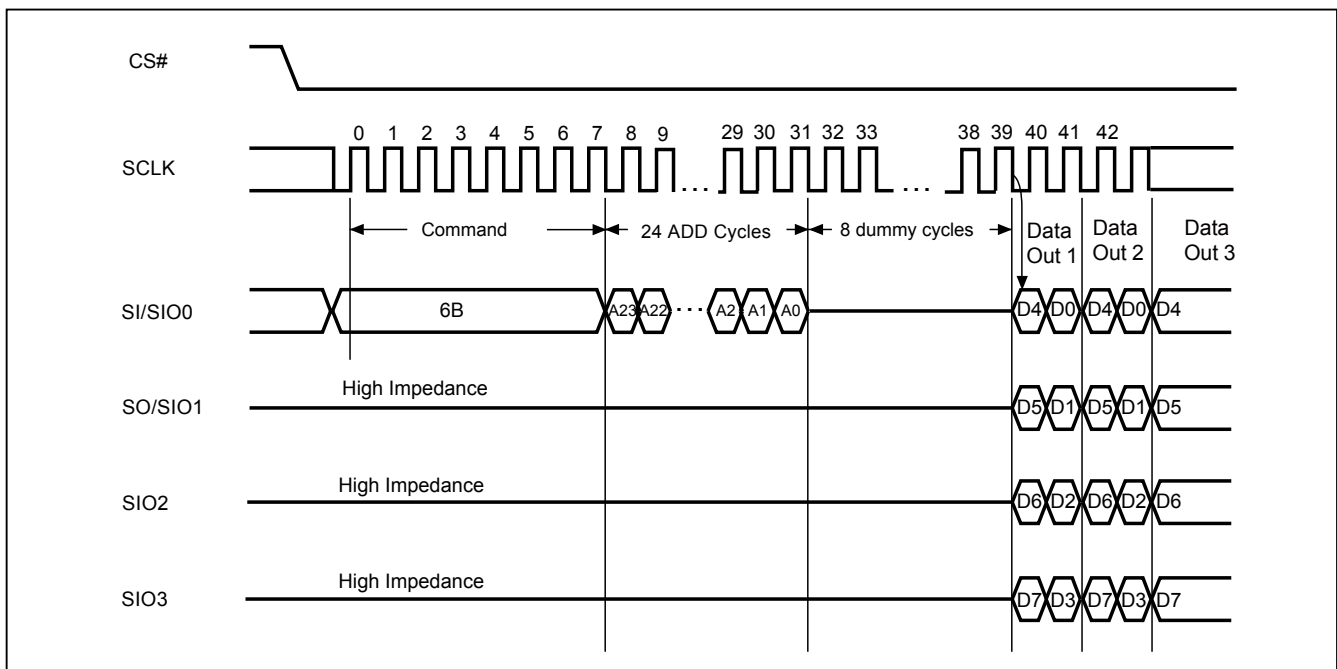 CS#
0 1 2 3 4 5 6 7 8 9 29 30 31 32 33 38 39 40 41 42
SCLK
... ...
Command 24 ADD Cycles 8 dummy cycles Data Out 1 Data Out 2 Data Out 3
SI/SIO0 6B A23 A22 ... A2 A1 A0 D4 D0 D4 D0 D4
High Impedance
SO/SIO1 D5 D1 D5 D1 D5
High Impedance
SIO2 D6 D2 D6 D2 D6
High Impedance
SIO3 D7 D3 D7 D3 D7